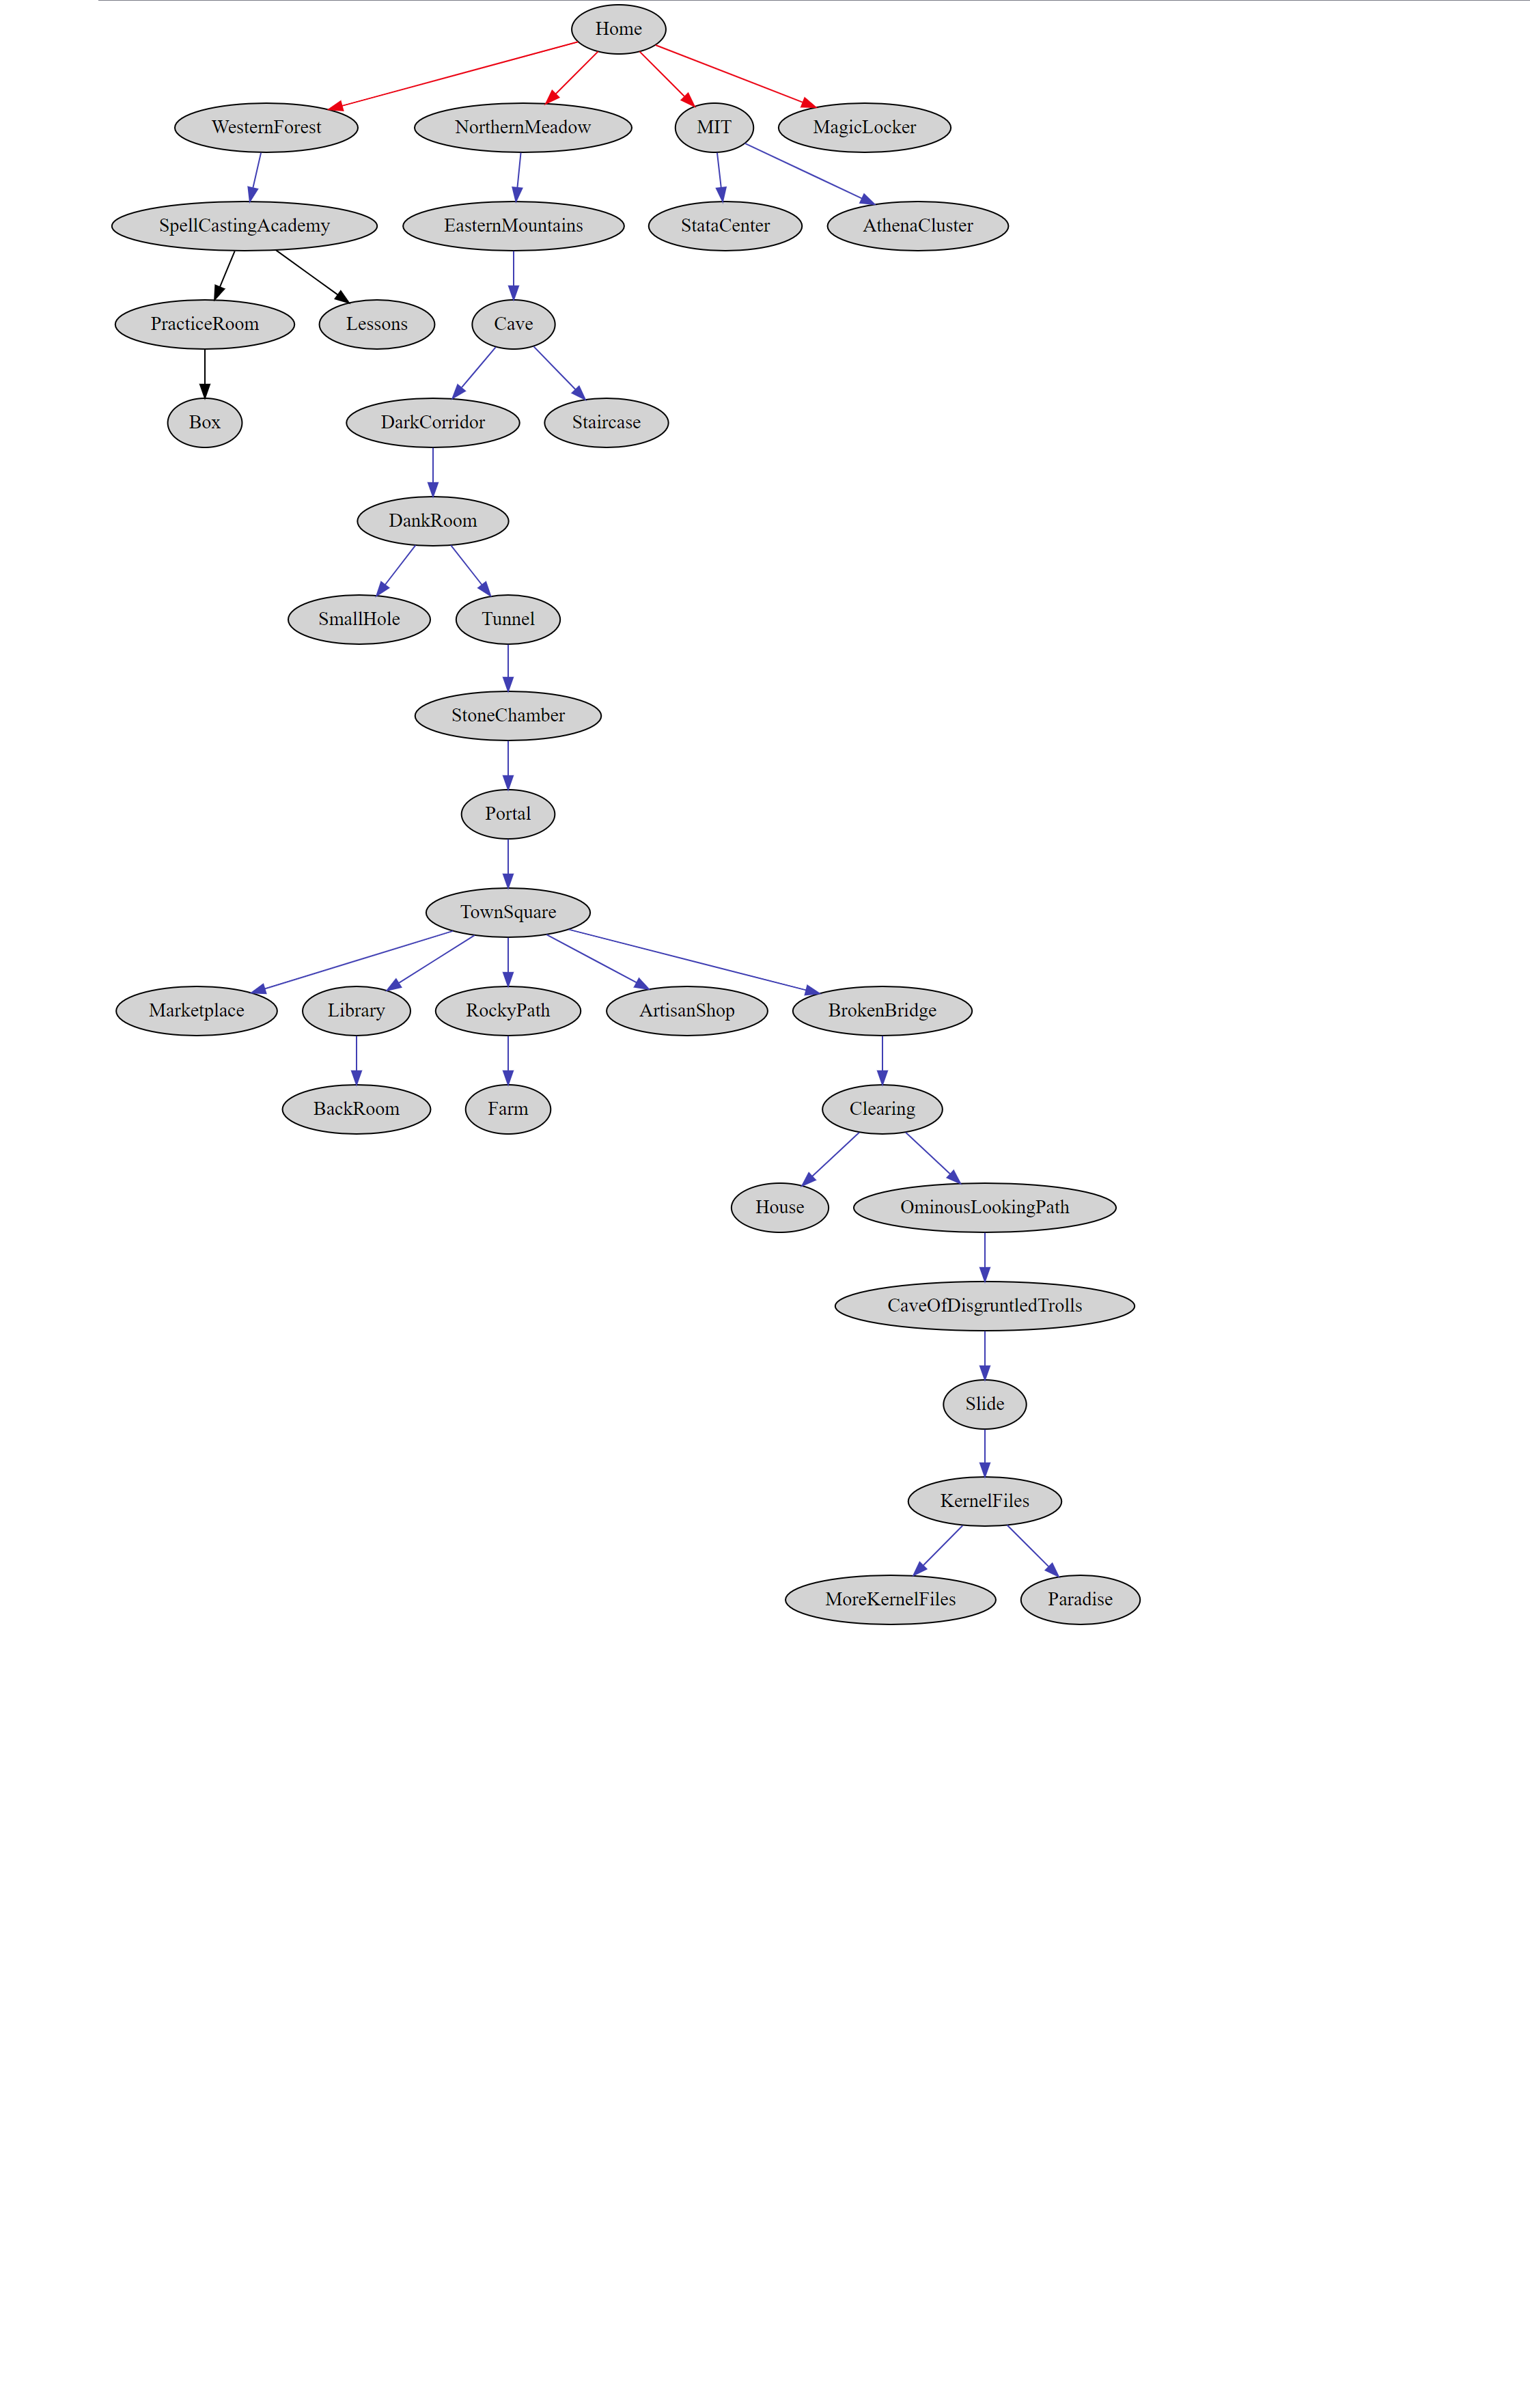 Home
WesternForest
NorthernMeadow
MIT
MagicLocker
SpellCastingAcademy
EasternMountains
StataCenter
AthenaCluster
PracticeRoom
Lessons
Cave
Box
DarkCorridor
Staircase
DankRoom
SmallHole
Tunnel
StoneChamber
Portal
TownSquare
Marketplace
Library
RockyPath
ArtisanShop
BrokenBridge
BackRoom
Farm
Clearing
House
OminousLookingPath
CaveOfDisgruntledTrolls
Slide
KernelFiles
MoreKernelFiles
Paradise